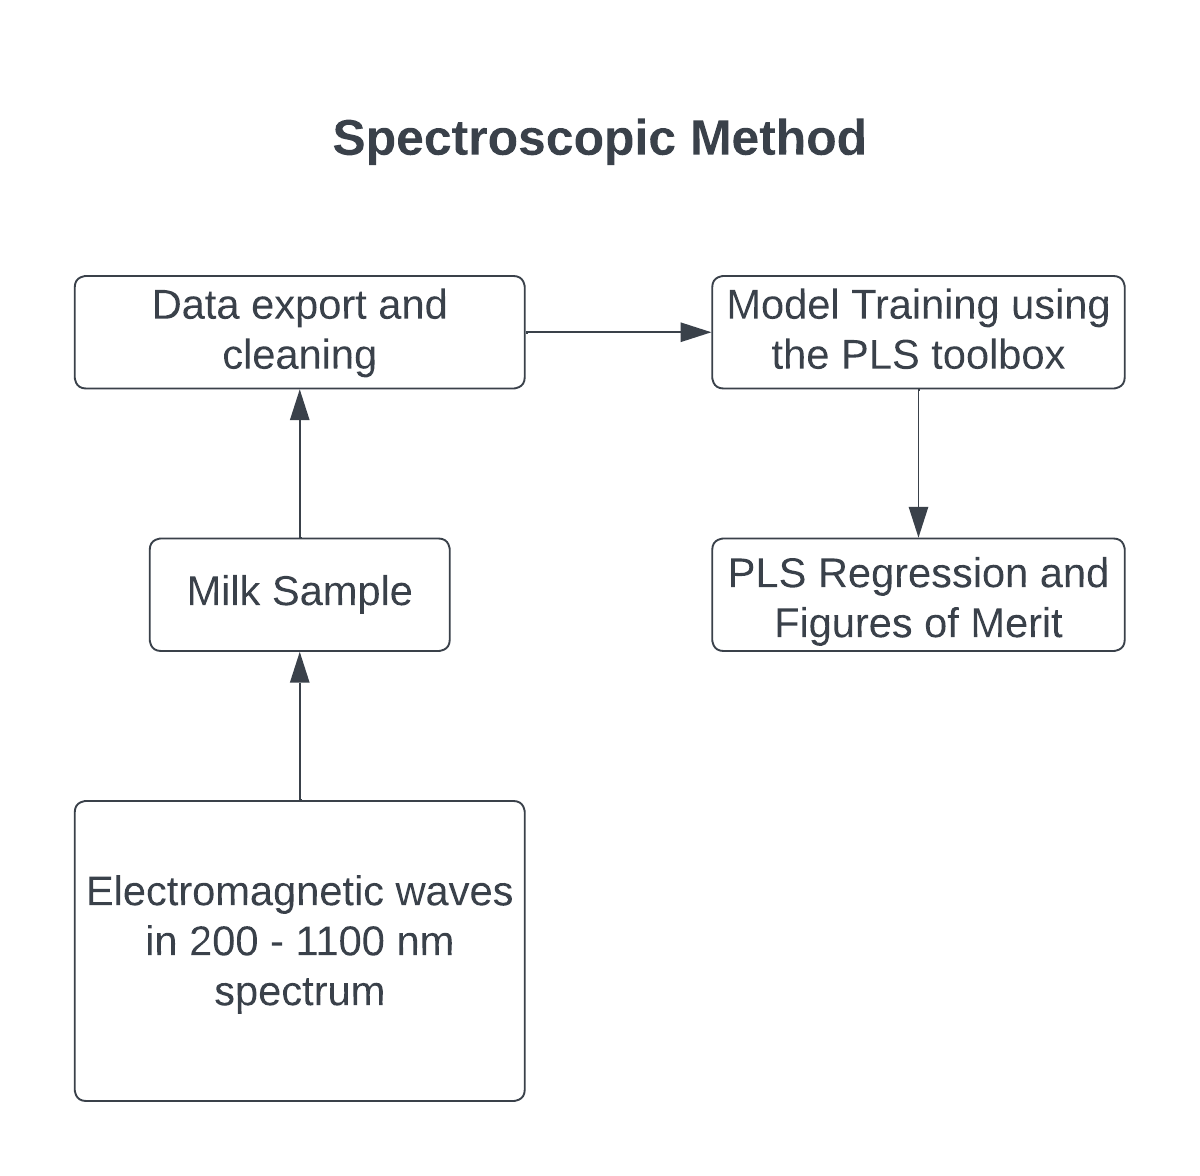 Spectroscopic Method
Data export and
cleaning
Model Training using
the PLS toolbox
Milk Sample
PLS Regression and
Figures of Merit
Electromagnetic waves
in 200 - 1100 nm
spectrum